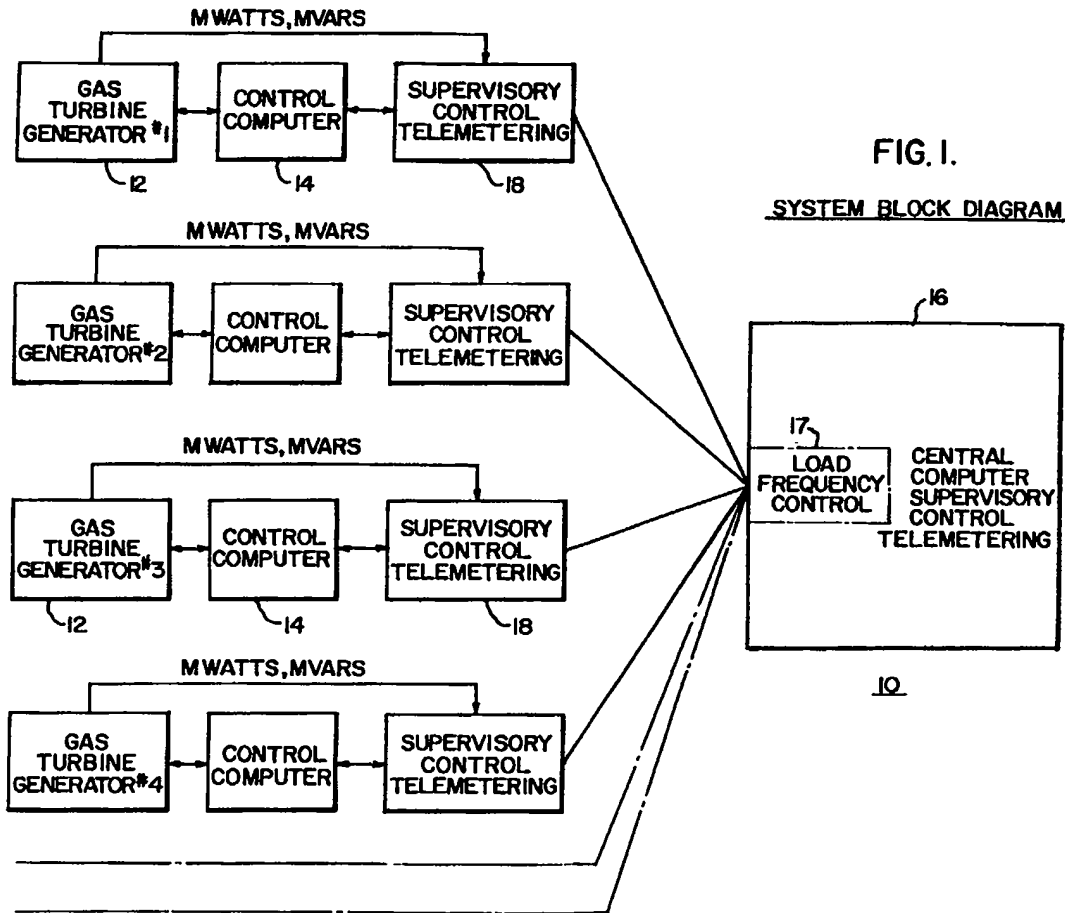 MWATTS, MVARS
GAS
TURBINE
GENERATOR #1
CONTROL
COMPUTER
SUPERVISORY
CONTROL
TELEMETERING
12
14
18
FIG. 1.
SYSTEM BLOCK DIAGRAM
MWATTS, MVARS
GAS
TURBINE
GENERATOR #2
CONTROL
COMPUTER
SUPERVISORY
CONTROL
TELEMETERING
16
17
LOAD
FREQUENCY
CONTROL
CENTRAL
COMPUTER
SUPERVISORY
CONTROL
TELEMETERING
10
MWATTS, MVARS
GAS
TURBINE
GENERATOR #3
CONTROL
COMPUTER
SUPERVISORY
CONTROL
TELEMETERING
12
14
18
MWATTS, MVARS
GAS
TURBINE
GENERATOR #4
CONTROL
COMPUTER
SUPERVISORY
CONTROL
TELEMETERING